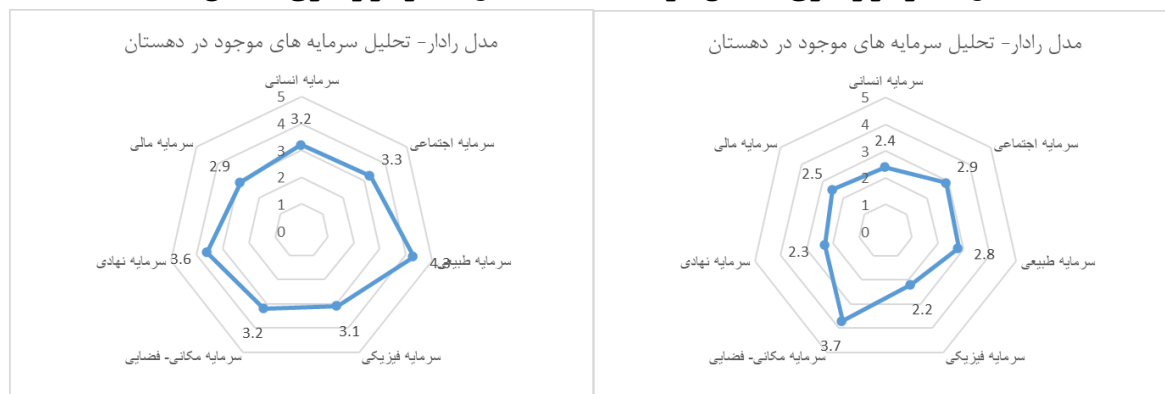 مدل رادار- تحلیل سرمایه های موجود در دهستان
سرمایه انسانی
5
4
3
2
1
0
2.4
سرمایه اجتماعی
2.9
سرمایه طبیعی
2.8
سرمایه فیزیکی
2.2
سرمایه مکانی- فضایی
3.7
سرمایه نهادی
2.3
سرمایه مالی
2.5
مدل رادار- تحلیل سرمایه های موجود در دهستان
سرمایه انسانی
5
4
3
2
1
0
3.2
سرمایه اجتماعی
3.3
سرمایه طبیعی
4.3
سرمایه فیزیکی
3.1
سرمایه مکانی- فضایی
3.2
سرمایه نهادی
3.6
سرمایه مالی
2.9